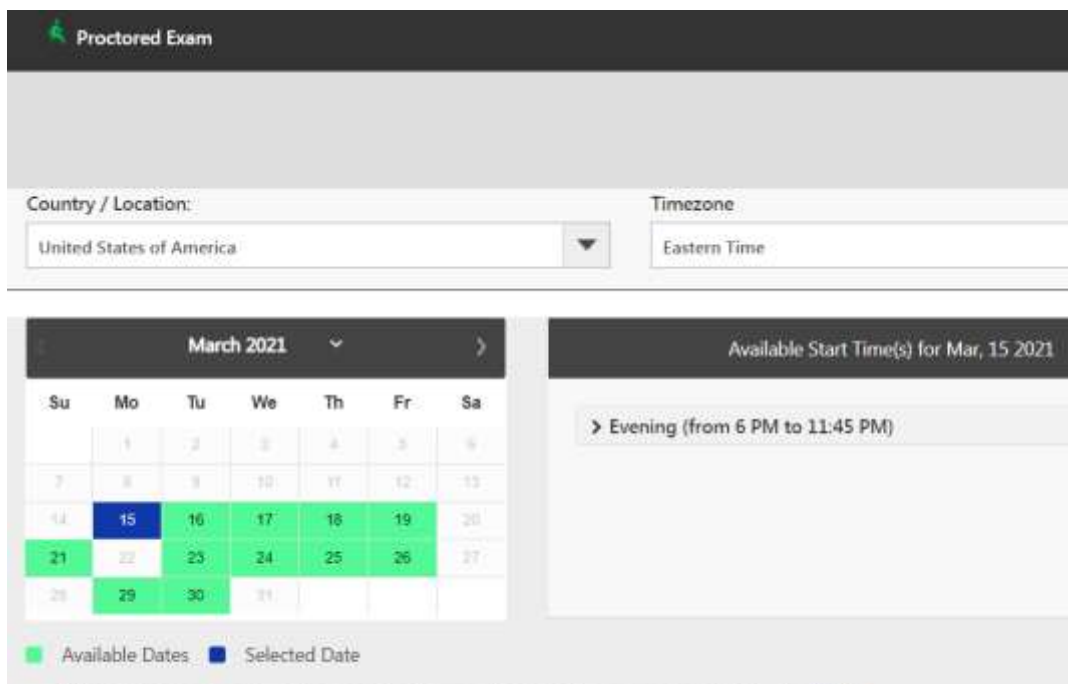 Proctored Exam
Country / Location:
Timezone
United States of America
Eastern Time
March 2021
Available Start Time(s) for Mar, 15 2021
Su Mo Tu We Th Fr Sa
Evening (from 6 PM to 11:45 PM)
1 2 3 4 5 6
7 8 9 10 11 12 13
14 15 16 17 18 19 20
21 22 23 24 25 26 27
28 29 30 31
Available Dates Selected Date